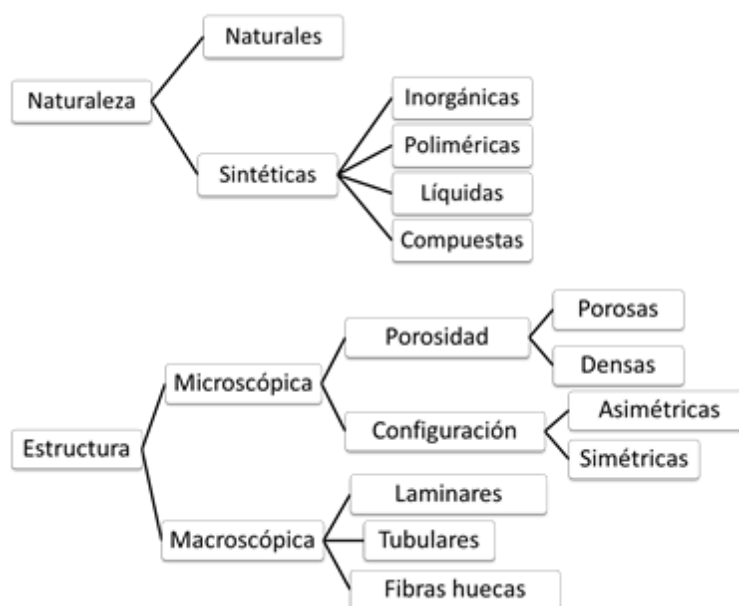 Naturales
Naturaleza
Sintéticas
Inorgánicas
Poliméricas
Líquidas
Compuestas
Estructura
Microscópica
Porosidad
Porosas
Densas
Configuración
Asimétricas
Simétricas
Macroscópica
Laminares
Tubulares
Fibras huecas